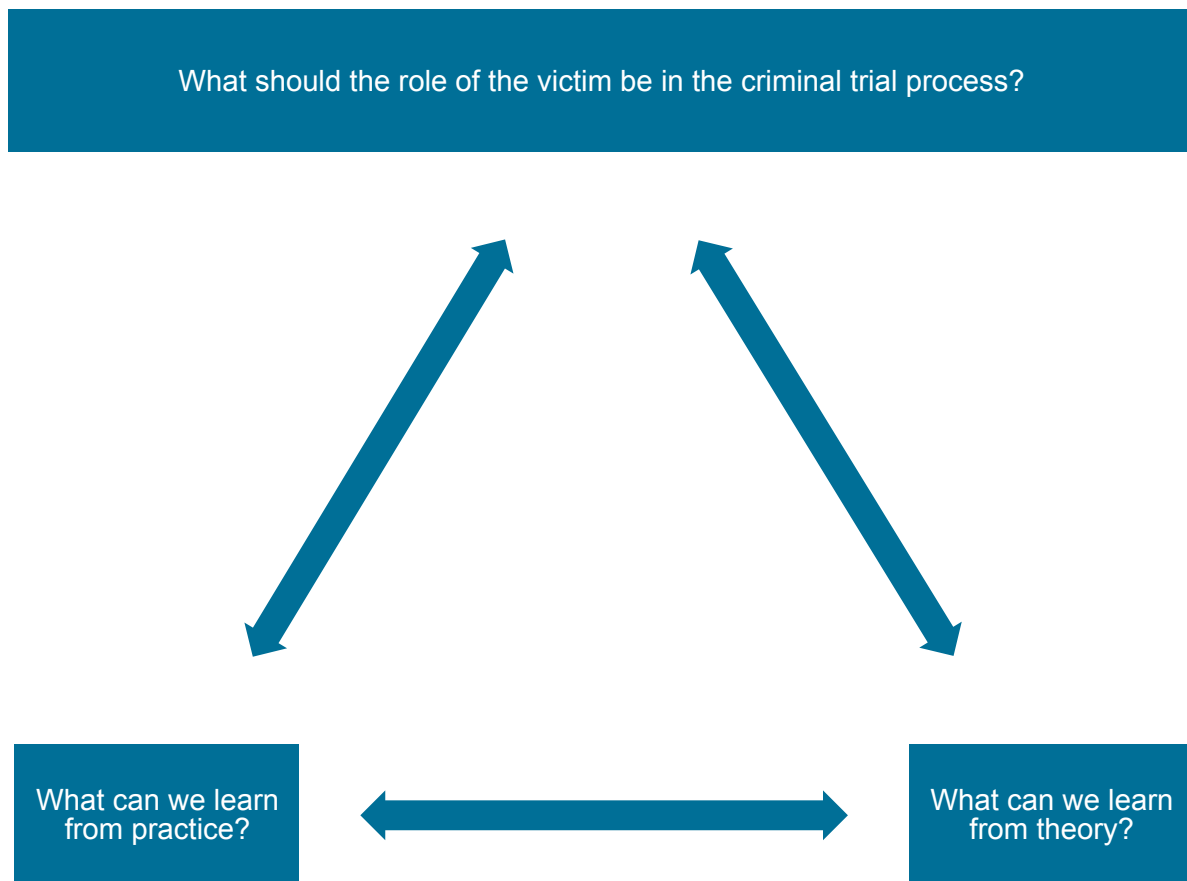 What should the role of the victim be in the criminal trial process?
What can we learn
from practice?
What can we learn
from theory?